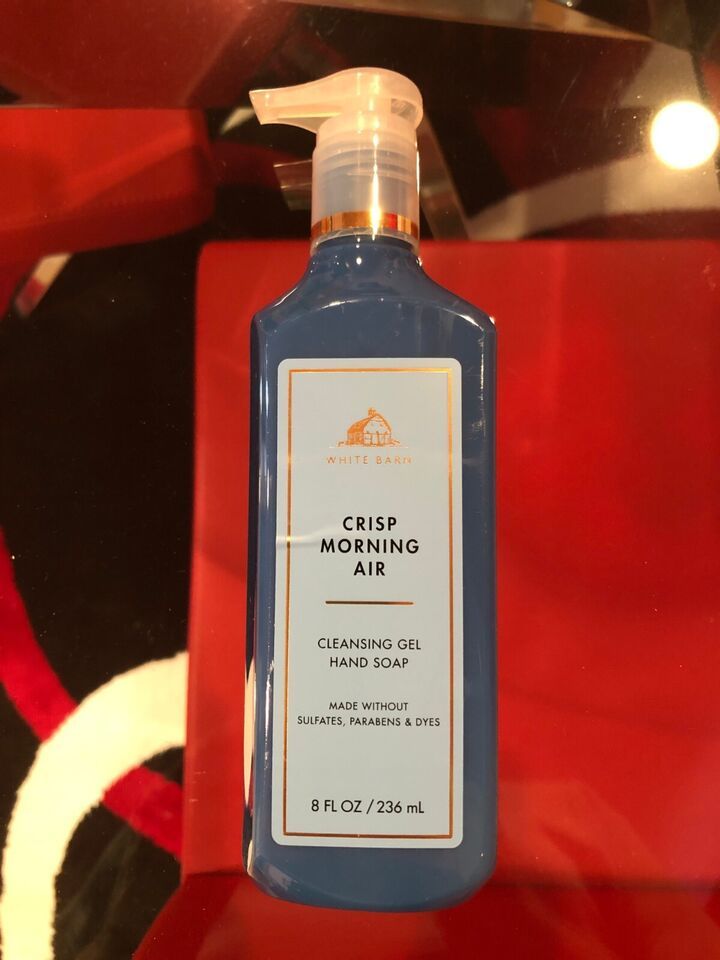 WHITE BARN
CRISP
MORNING
AIR
CLEANSING GEL
HAND SOAP
MADE WITHOUT
SULFATES, PARABENS & DYES
8 FL OZ / 236 mL